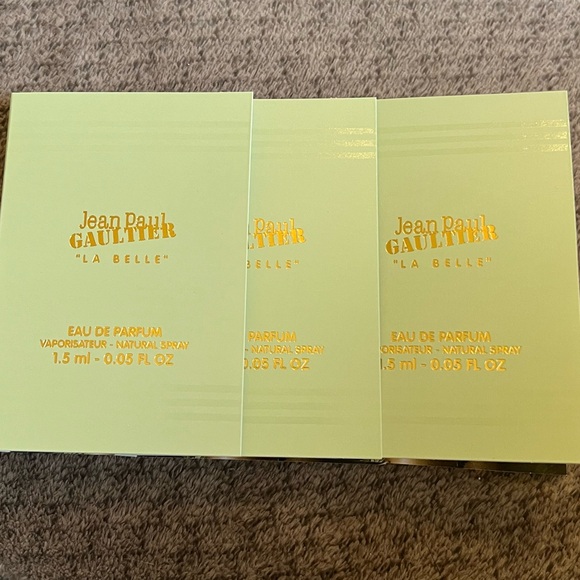 Jean Paul
GAULTIER
"LA BELLE"
EAU DE PARFUM
VAPORISATEUR - NATURAL SPRAY
1.5 ml - 0.05 FL OZ
Paul
BELLE"
PARFUM
- NATURAL SPRAY
0.05 FL OZ
Jean Paul
GAULTIER
"LA BELLE"
EAU DE PARFUM
VAPORISATEUR - NATURAL SPRAY
1.5 ml - 0.05 FL OZ